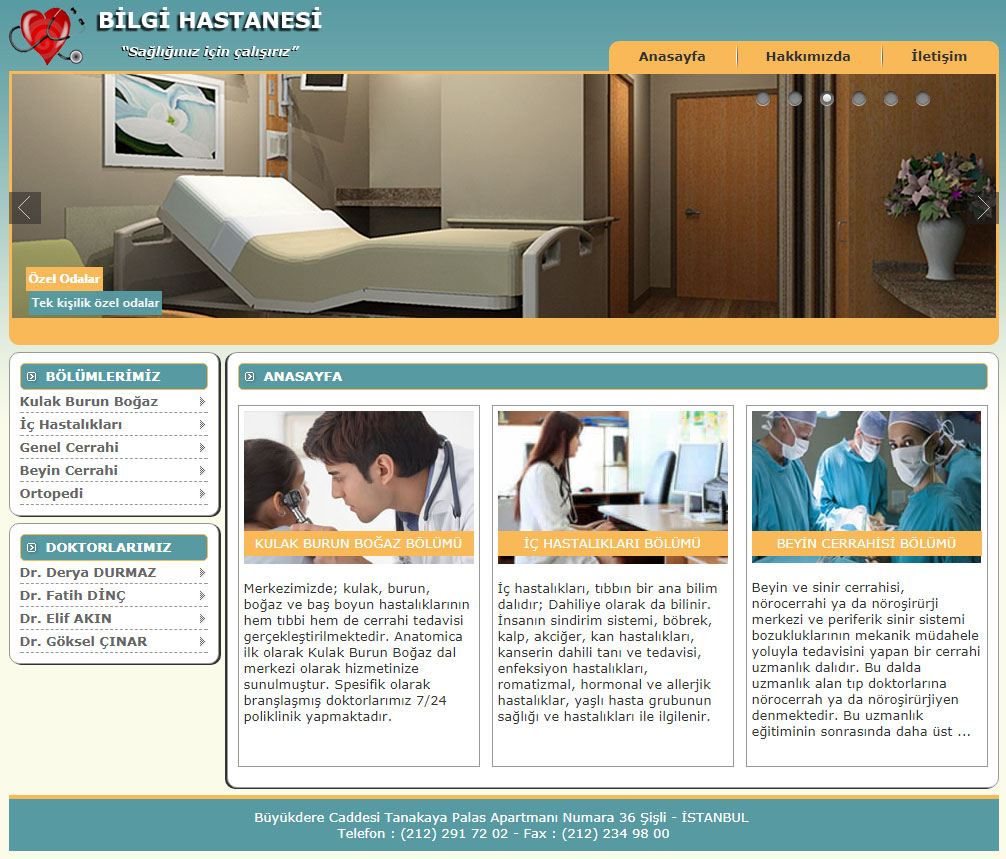 BİLGİ HASTANESİ
“Sağlığınız için çalışırız”
Anasayfa
Hakkımızda
İletişim
Özel Odalar
Tek kişilik özel odalar
BÖLÜMLERİMİZ
Kulak Burun Boğaz
İç Hastalıkları
Genel Cerrahi
Beyin Cerrahi
Ortopedi
DOKTORLARIMIZ
Dr. Derya DURMAZ
Dr. Fatih DİNÇ
Dr. Elif AKIN
Dr. Göksel ÇINAR
ANASAYFA
KULAK BURUN BOĞAZ BÖLÜMÜ
Merkezimizde; kulak, burun,
boğaz ve baş boyun hastalıklarının
hem tıbbi hem de cerrahi tedavisi
gerçekleştirilmektedir. Anatomica
ilk olarak Kulak Burun Boğaz dal
merkezi olarak hizmetinize
sunulmuştur. Spesifik olarak
branşlaşmış doktorlarımız 7/24
poliklinik yapmaktadır.
İÇ HASTALIKLARI BÖLÜMÜ
İç hastalıkları, tıbbın bir ana bilim
dalıdır; Dahiliye olarak da bilinir.
İnsanın sindirim sistemi, böbrek,
kalp, akciğer, kan hastalıkları,
kanserin dahili tanı ve tedavisi,
enfeksiyon hastalıkları,
romatizmal, hormonal ve allerjik
hastalıklar, yaşlı hasta grubunun
sağlığı ve hastalıkları ile ilgilenir.
BEYİN CERRAHİSİ BÖLÜMÜ
Beyin ve sinir cerrahisi,
nörocerrahi ya da nöroşirürji
merkezi ve periferik sinir sistemi
bozukluklarının mekanik müdahele
yoluyla tedavisini yapan bir cerrahi
uzmanlık dalıdır. Bu dalda
uzmanlık alan tıp doktorlarına
nörocerrah ya da nöroşirürjiyen
denmektedir. Bu uzmanlık
eğitiminin sonrasında daha üst ...
Büyükdere Caddesi Tanakaya Palas Apartmanı Numara 36 Şişli - İSTANBUL
Telefon : (212) 291 72 02 - Fax : (212) 234 98 00